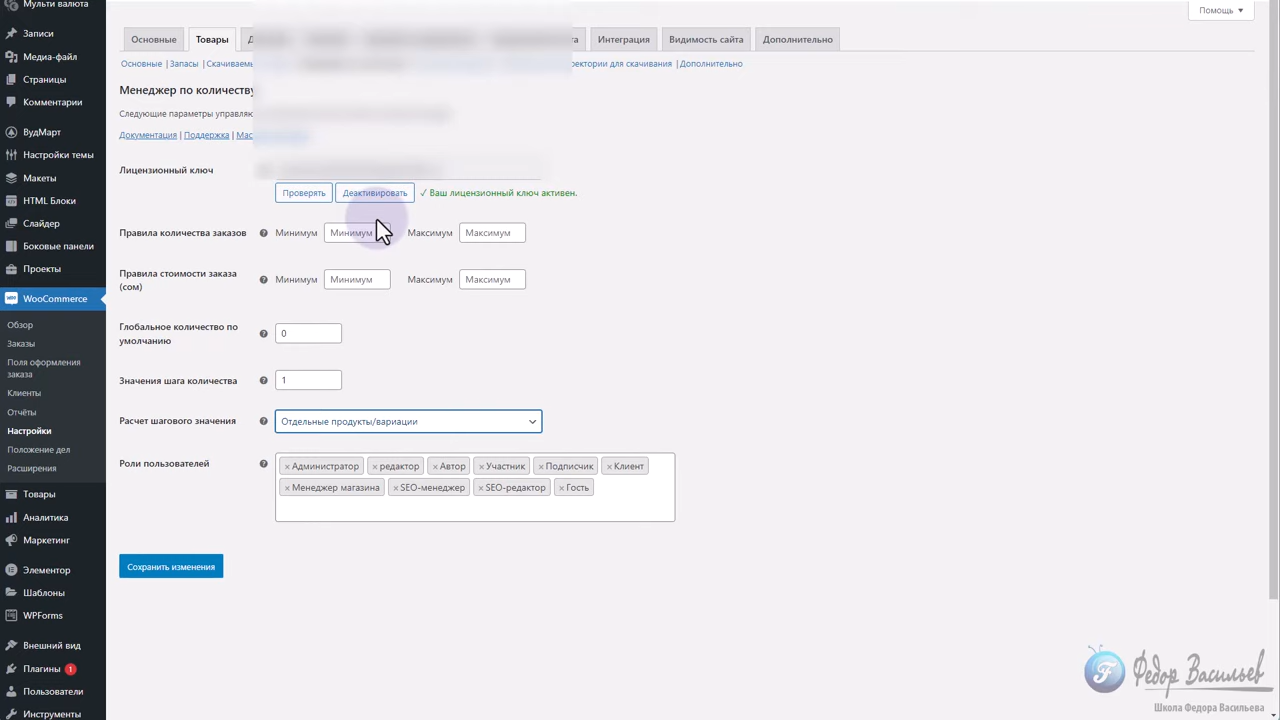 Мульти валюта
Записи
Медиа-файл
Страницы
Комментарии
ВудМарт
Настройки темы
Макеты
HTML Блоки
Слайдер
Боковые панели
Проекты
WooCommerce
Обзор
Заказы
Поля оформления
заказа
Клиенты
Отчёты
Настройки
Положение дел
Расширения
Товары
Аналитика
Маркетинг
Элементор
Шаблоны
WPForms
Внешний вид
Плагины 1
Пользователи
Инструменты
Помощь ▼
Основные Товары Интеграция Видимость сайта Дополнительно
Основные | Запасы | для скачивания | Дополнительно
Менеджер по количеству
Следующие параметры
Документация | Поддержка |
Лицензионный ключ
Проверять Деактивировать ✓ Ваш лицензионный ключ активен.
Правила количества заказов ? Минимум Минимум Максимум Максимум
Правила стоимости заказа
(сом) ? Минимум Минимум Максимум Максимум
Глобальное количество по
умолчанию ? 0
Значения шага количества ? 1
Расчет шагового значения ? Отдельные продукты/вариации
Роли пользователей ? × Администратор × редактор × Автор × Участник × Подписчик × Клиент
× Менеджер магазина × SEO-менеджер × SEO-редактор × Гость
Сохранить изменения
Федор Васильев
Школа Федора Васильева